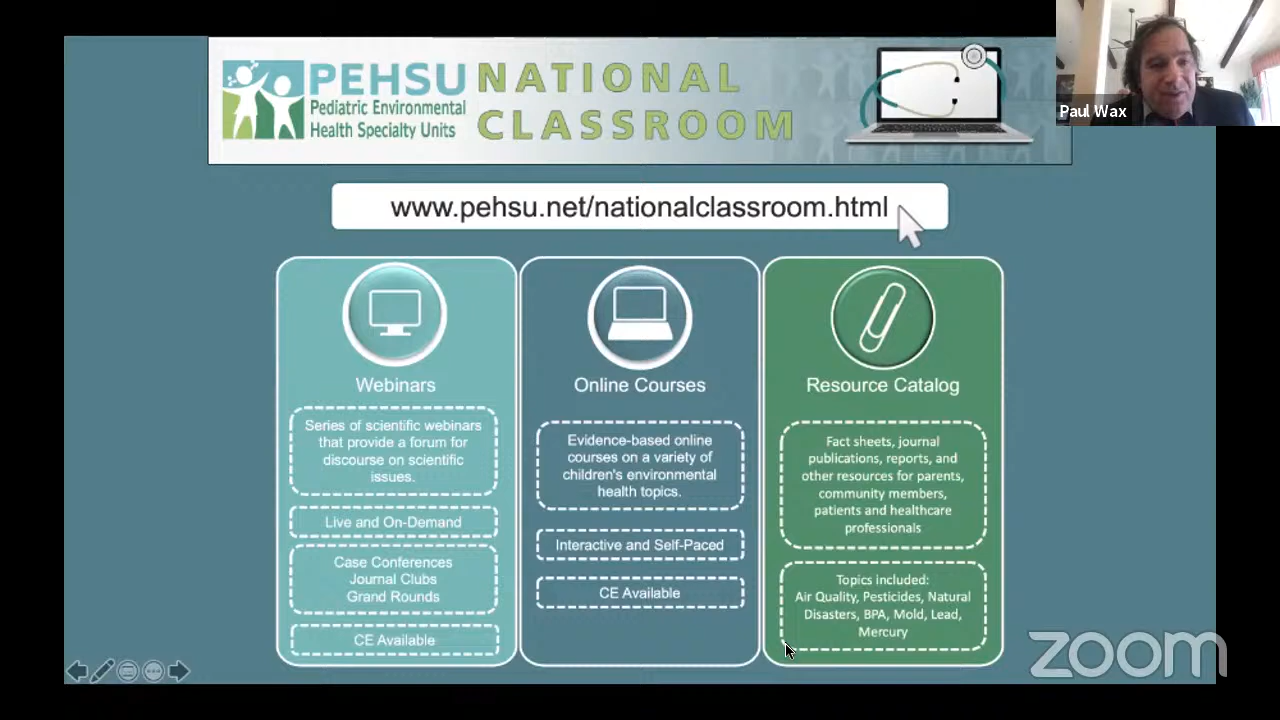 PEHSU
Pediatric Environmental
Health Specialty Units
NATIONAL
CLASSROOM
Paul Wax
www.pehsu.net/nationalclassroom.html
Webinars
Series of scientific webinars
that provide a forum for
discourse on scientific
issues.
Live and On-Demand
Case Conferences
Journal Clubs
Grand Rounds
CE Available
Online Courses
Evidence-based online
courses on a variety of
children's environmental
health topics.
Interactive and Self-Paced
CE Available
Resource Catalog
Fact sheets, journal
publications, reports, and
other resources for parents,
community members,
patients and healthcare
professionals
Topics included:
Air Quality, Pesticides, Natural
Disasters, BPA, Mold, Lead,
Mercury
zoom